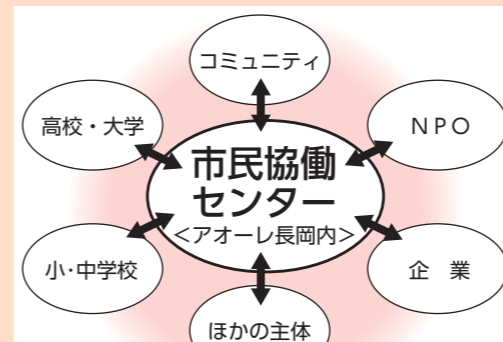 コミュニティ
高校・大学
ＮＰＯ
市民協働
センター
＜アオーレ長岡内＞
小・中学校
企　業
ほかの主体